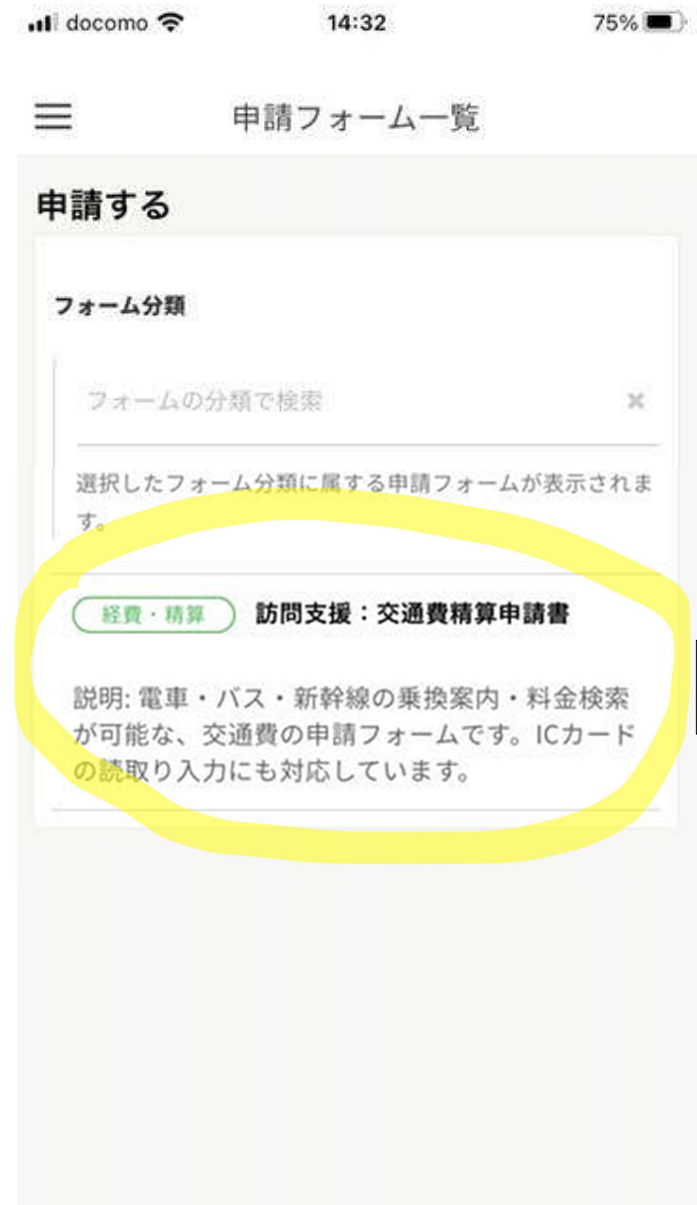 docomo 14:32 75%
申請フォーム一覧
申請する
フォーム分類
フォームの分類で検索
選択したフォーム分類に属する申請フォームが表示されま
す。
経費・精算 訪問支援：交通費精算申請書
説明: 電車・バス・新幹線の乗換案内・料金検索
が可能な、交通費の申請フォームです。ICカード
の読取り入力にも対応しています。